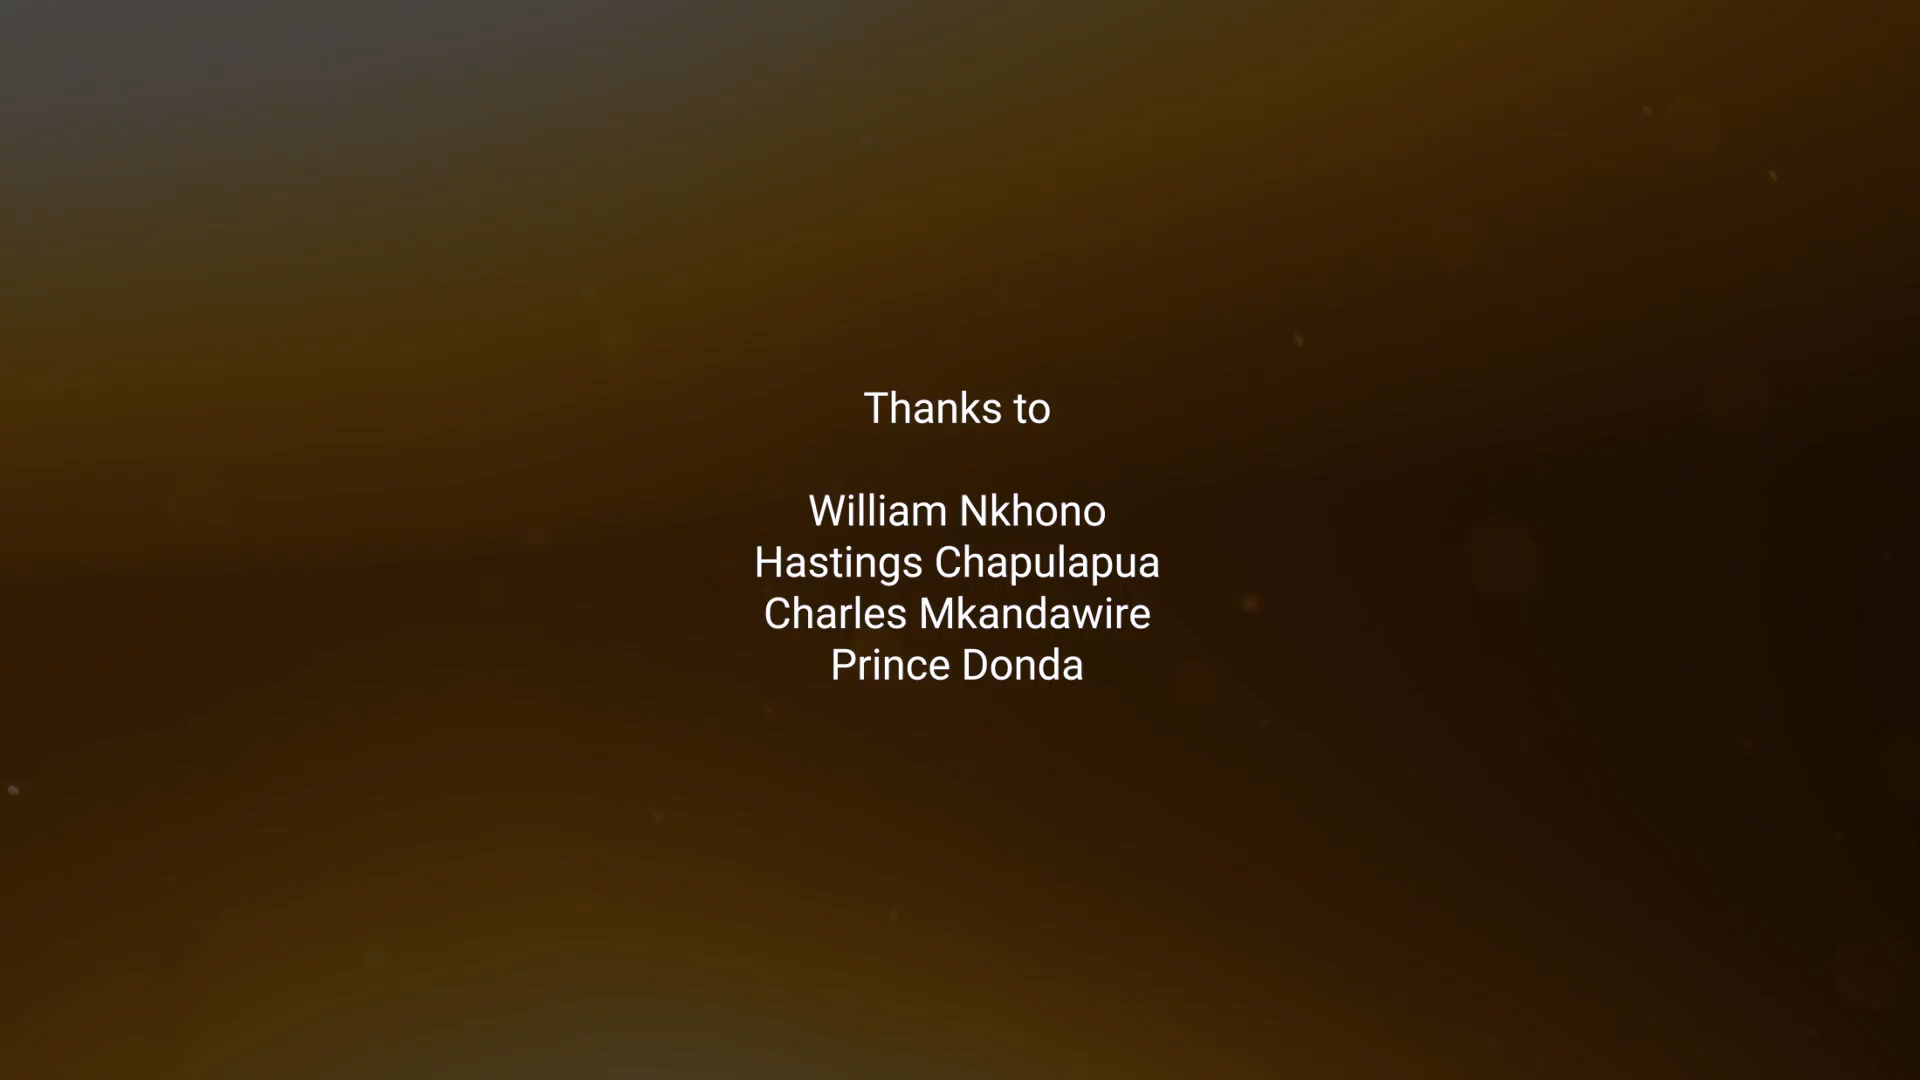 Thanks to
William Nkhono
Hastings Chapulapua
Charles Mkandawire
Prince Donda